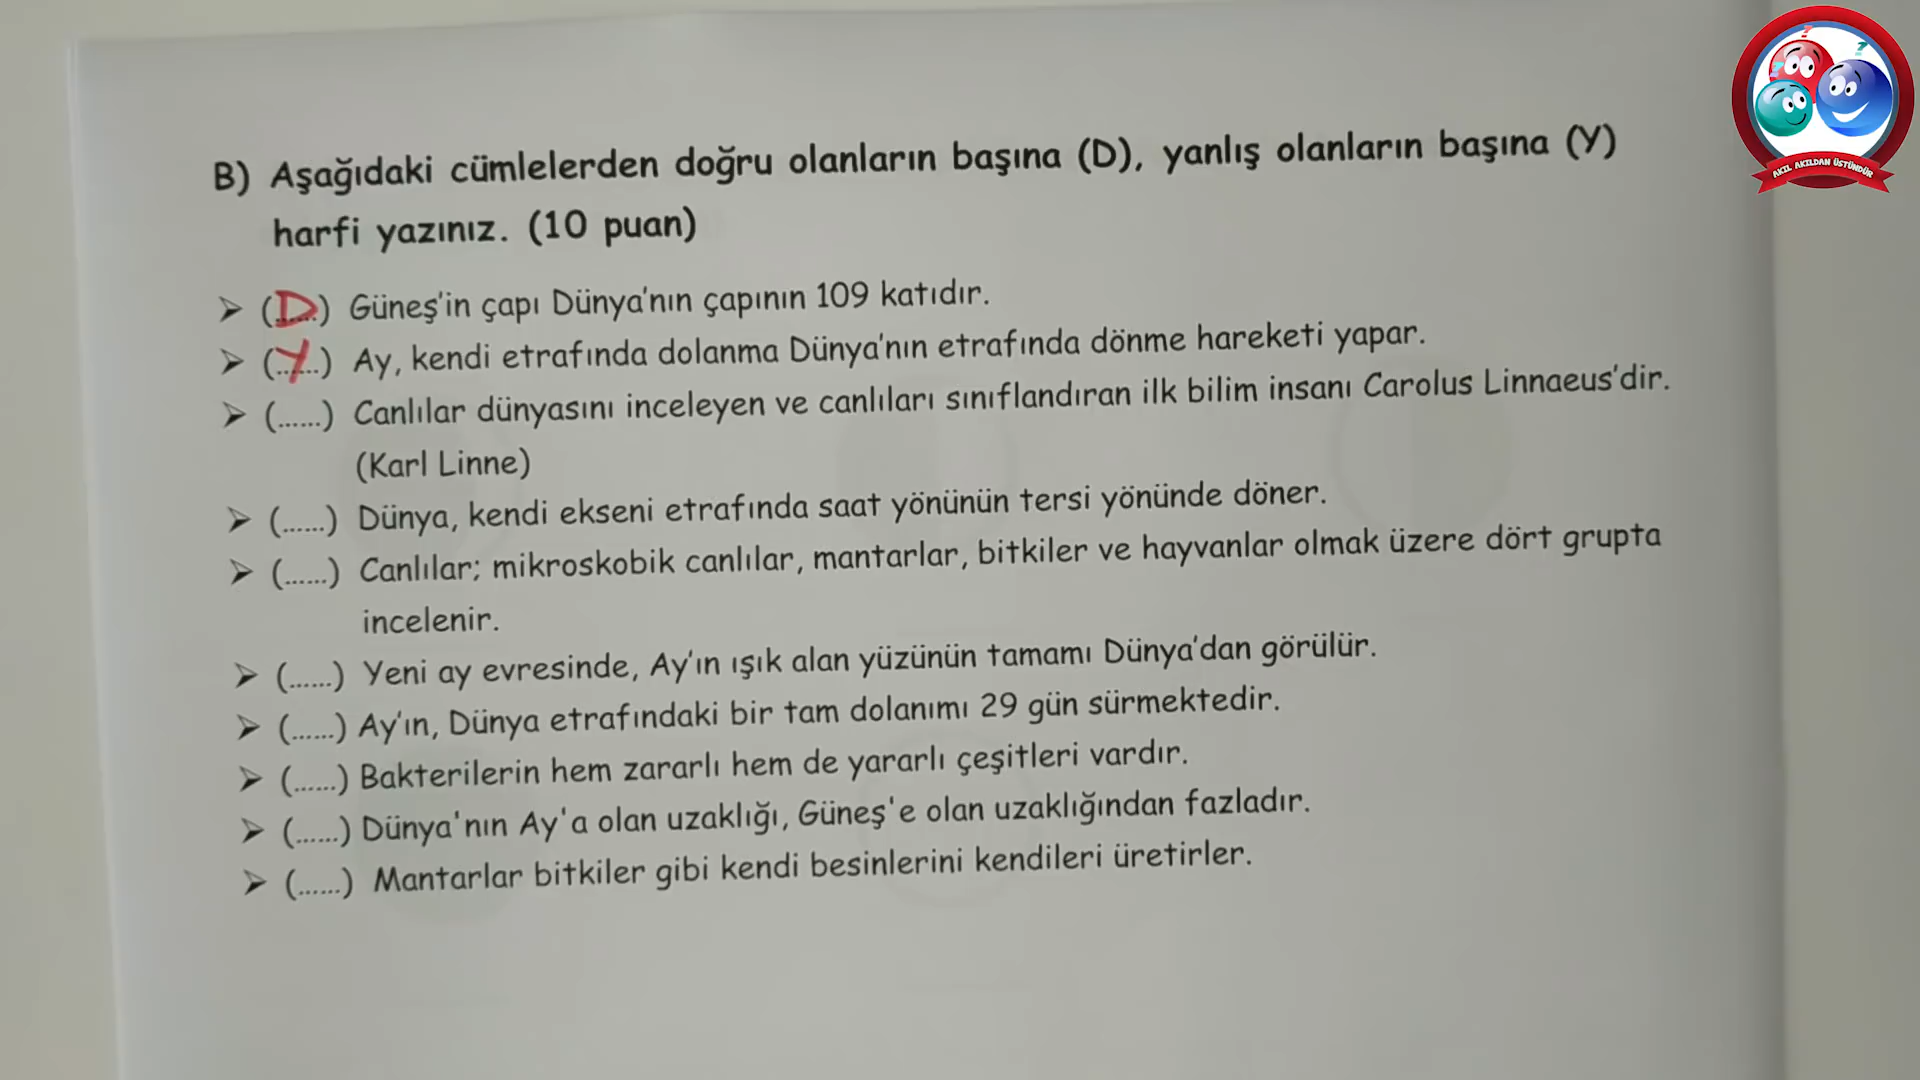 B) Aşağıdaki cümlelerden doğru olanların başına (D), yanlış olanların başına (Y)
harfi yazınız. (10 puan)
➢ (D) Güneş'in çapı Dünya'nın çapının 109 katıdır.
➢ (Y) Ay, kendi etrafında dolanma Dünya'nın etrafında dönme hareketi yapar.
➢ (......) Canlılar dünyasını inceleyen ve canlıları sınıflandıran ilk bilim insanı Carolus Linnaeus'dir.
(Karl Linne)
➢ (......) Dünya, kendi ekseni etrafında saat yönünün tersi yönünde döner.
➢ (......) Canlılar; mikroskobik canlılar, mantarlar, bitkiler ve hayvanlar olmak üzere dört grupta
incelenir.
➢ (......) Yeni ay evresinde, Ay'ın ışık alan yüzünün tamamı Dünya'dan görülür.
➢ (......) Ay'ın, Dünya etrafındaki bir tam dolanımı 29 gün sürmektedir.
➢ (......) Bakterilerin hem zararlı hem de yararlı çeşitleri vardır.
➢ (......) Dünya'nın Ay'a olan uzaklığı, Güneş'e olan uzaklığından fazladır.
➢ (......) Mantarlar bitkiler gibi kendi besinlerini kendileri üretirler.
AKIL AKILDAN ÜSTÜNDÜR